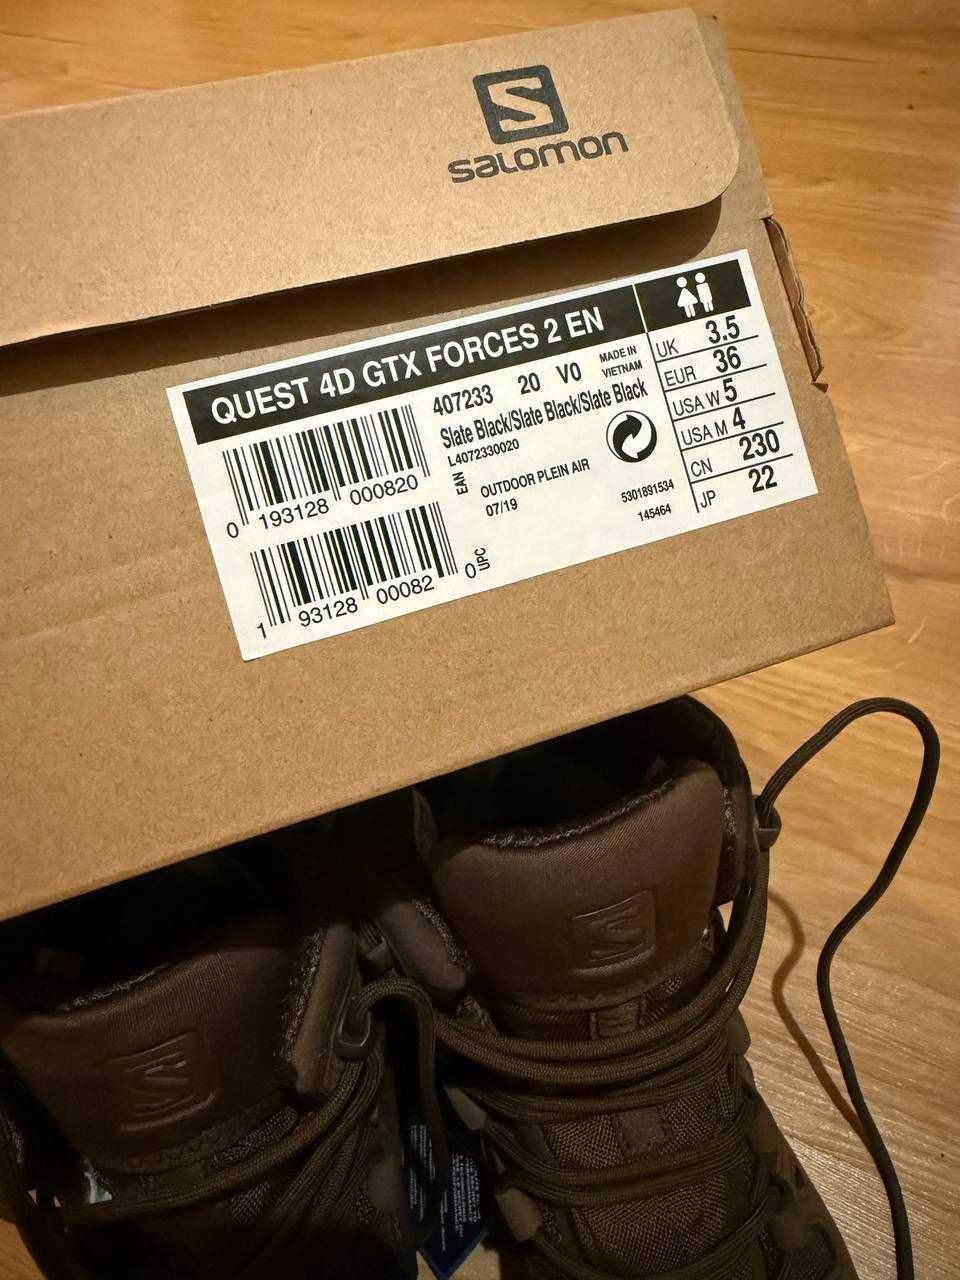 salomon
QUEST 4D GTX FORCES 2 EN
407233 20 V0
MADE IN
VIETNAM
Slate Black/Slate Black/Slate Black
L4072330020
EAN
OUTDOOR PLEIN AIR
07/19
5301891534
145464
0 193128 000820
1 93128 00082 0
UPC
UK 3.5
EUR 36
USA W 5
USA M 4
CN 230
JP 22